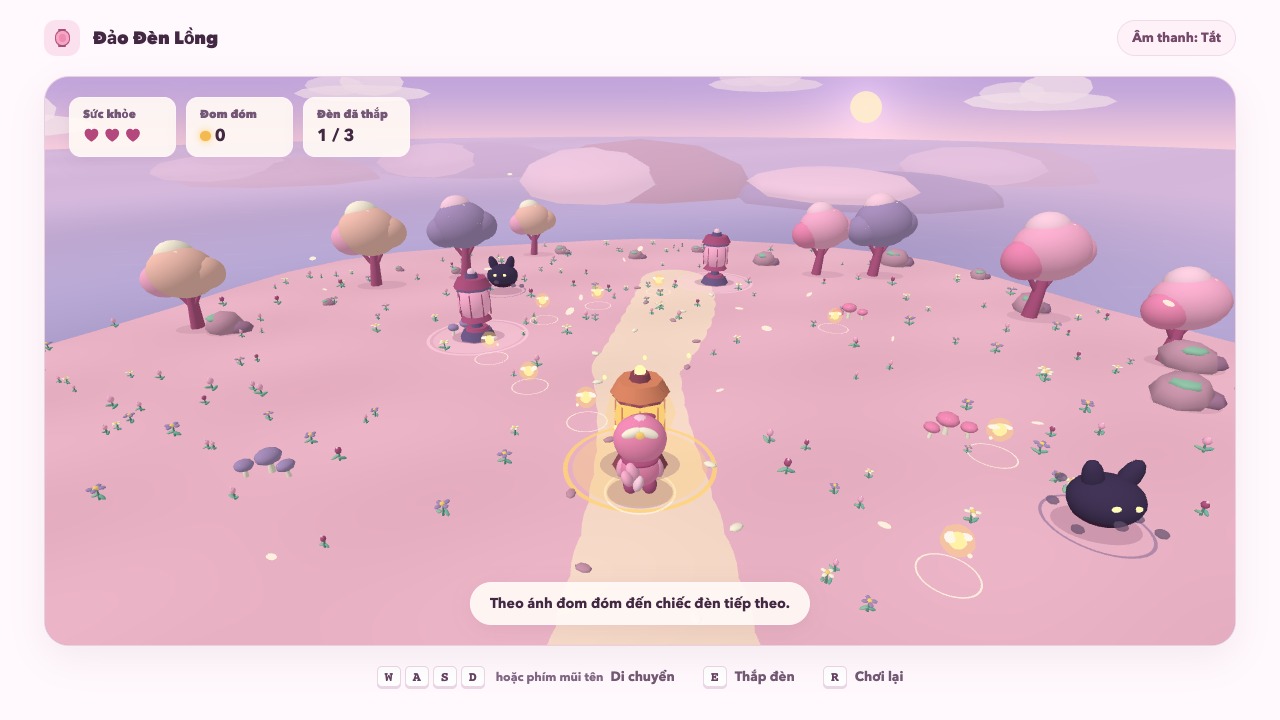 Đảo Đèn Lồng
Âm thanh: Tắt
Sức khỏe
Đom đóm
0
Đèn đã thắp
1 / 3
Theo ánh đom đóm đến chiếc đèn tiếp theo.
W A S D hoặc phím mũi tên Di chuyển E Thắp đèn R Chơi lại